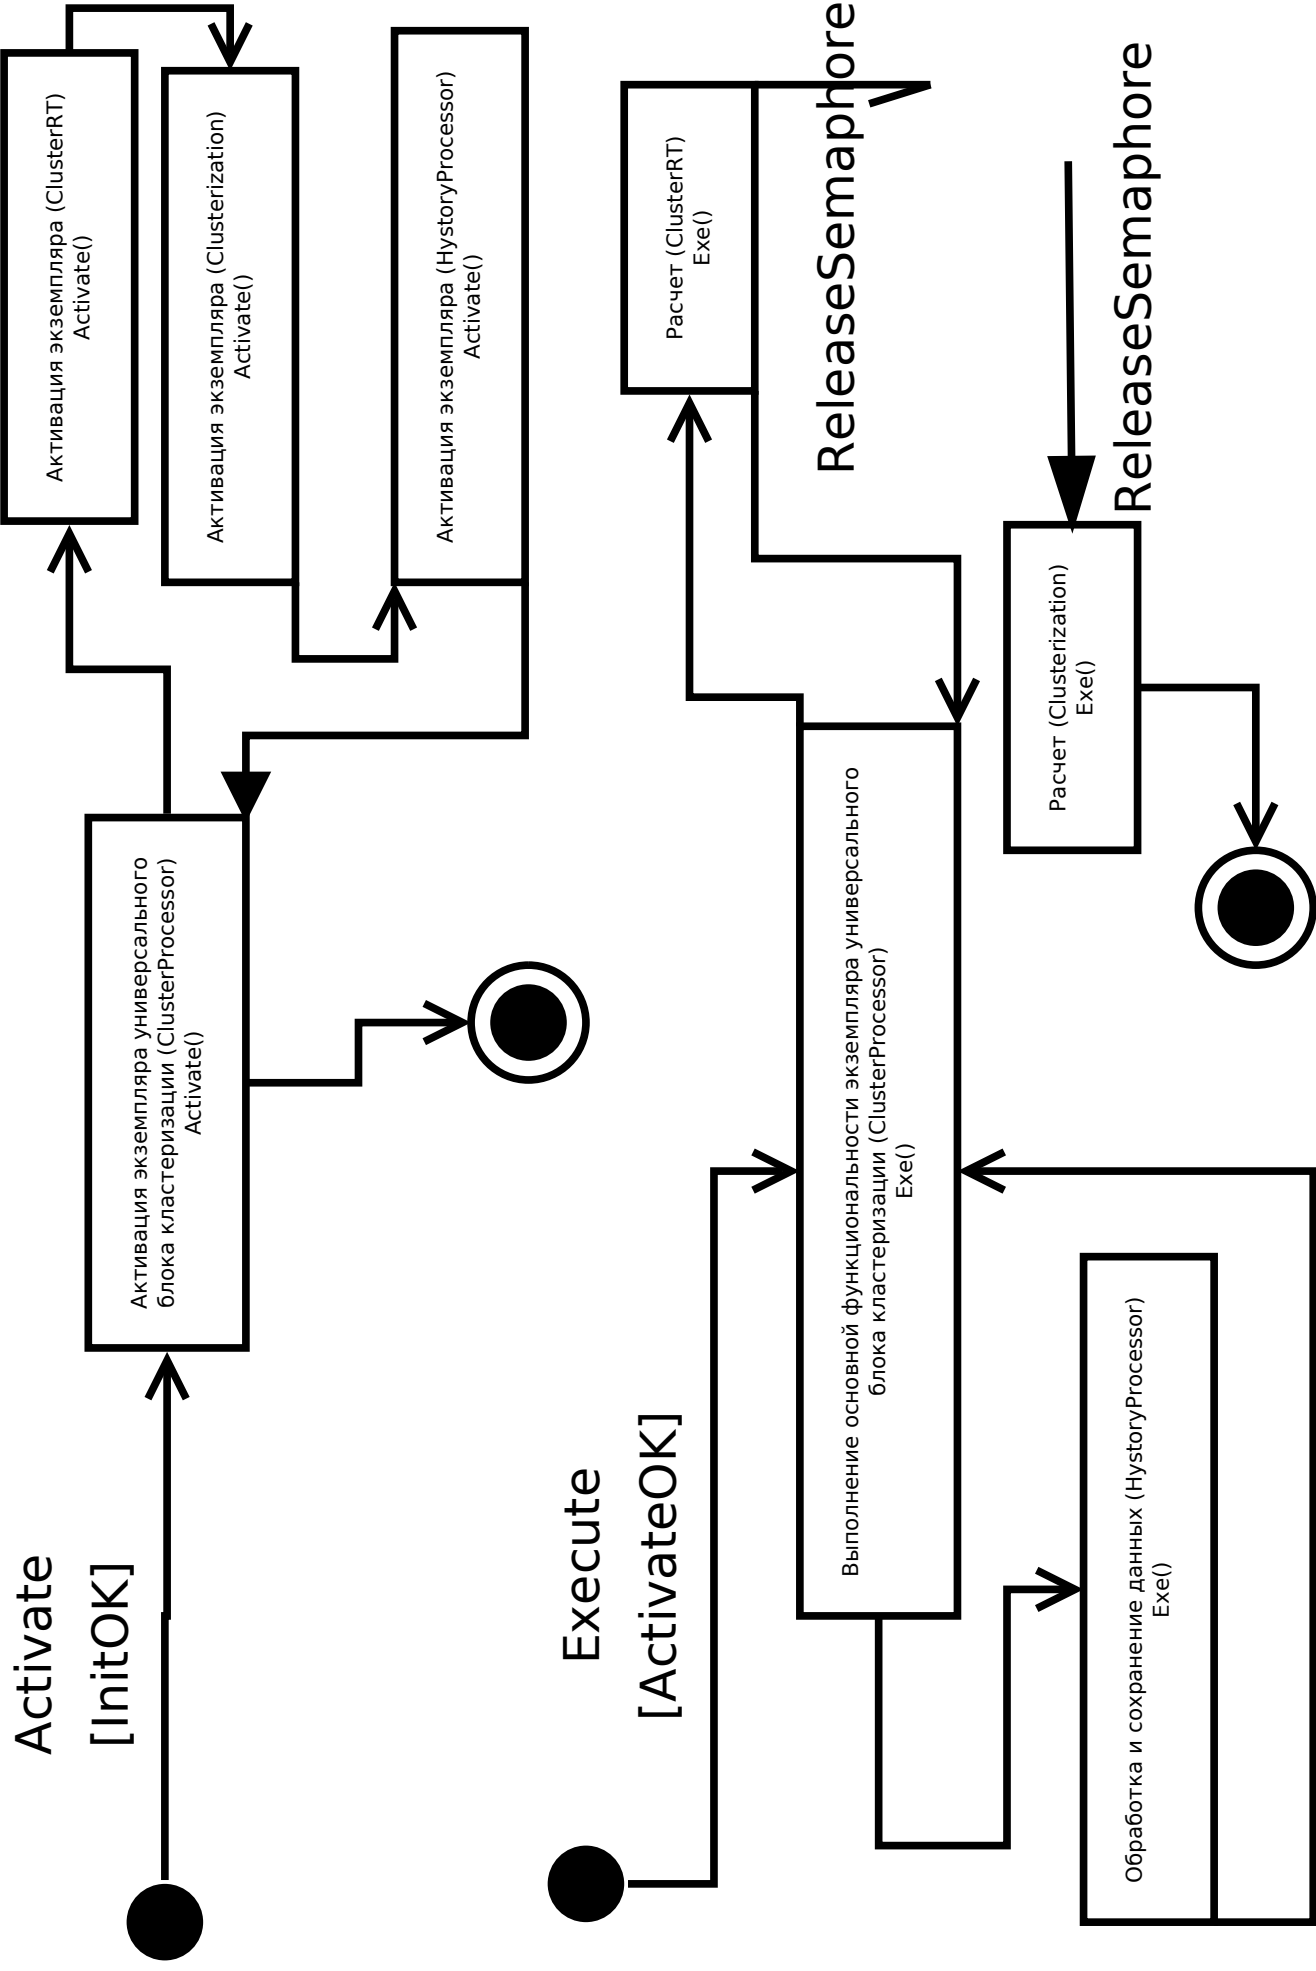 Activate
[InitOK]
Активация экземпляра универсального
блока кластеризации (ClusterProcessor)
Activate()
Активация экземпляра (ClusterRT)
Activate()
Активация экземпляра (Clusterization)
Activate()
Активация экземпляра (HystoryProcessor)
Activate()
Execute
[ActivateOK]
Выполнение основной функциональности экземпляра универсального
блока кластеризации (ClusterProcessor)
Exe()
Расчет (ClusterRT)
Exe()
ReleaseSemaphore
Обработка и сохранение данных (HystoryProcessor)
Exe()
Расчет (Clusterization)
Exe()
ReleaseSemaphore